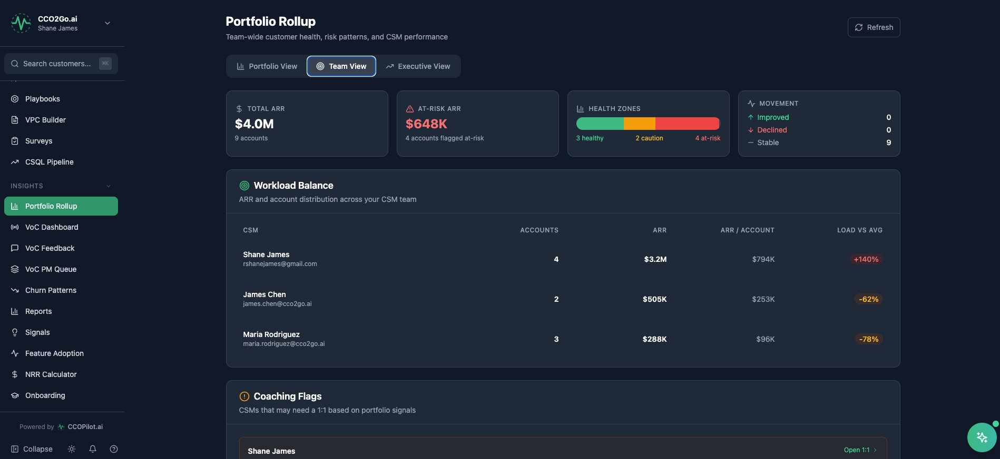 CCO2Go.ai
Shane James
Search customers... ⌘K
Playbooks
VPC Builder
Surveys
CSQL Pipeline
INSIGHTS
Portfolio Rollup
VoC Dashboard
VoC Feedback
VoC PM Queue
Churn Patterns
Reports
Signals
Feature Adoption
NRR Calculator
Onboarding
Powered by CCOPilot.ai
Collapse
Portfolio Rollup
Team-wide customer health, risk patterns, and CSM performance
Refresh
Portfolio View Team View Executive View
TOTAL ARR
$4.0M
9 accounts
AT-RISK ARR
$648K
4 accounts flagged at-risk
HEALTH ZONES
3 healthy 2 caution 4 at-risk
MOVEMENT
Improved 0
Declined 0
Stable 9
Workload Balance
ARR and account distribution across your CSM team
CSM ACCOUNTS ARR ARR / ACCOUNT LOAD VS AVG
Shane James
rshanejames@gmail.com
4 $3.2M $794K +140%
James Chen
james.chen@cco2go.ai
2 $505K $253K -62%
Maria Rodriguez
maria.rodriguez@cco2go.ai
3 $288K $96K -78%
Coaching Flags
CSMs that may need a 1:1 based on portfolio signals
Shane James Open 1:1